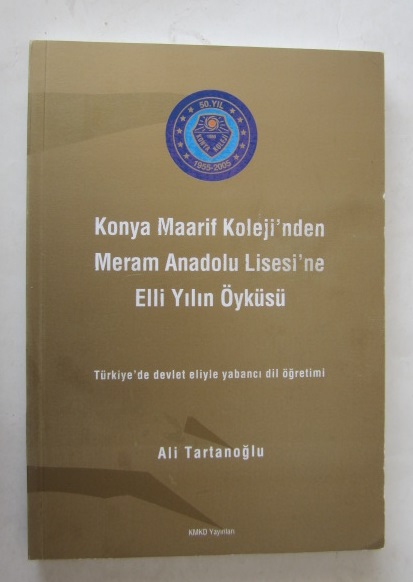 50. YIL
KONYA KOLEJİ
1955-2005
Konya Maarif Koleji'nden
Meram Anadolu Lisesi'ne
Elli Yılın Öyküsü
Türkiye'de devlet eliyle yabancı dil öğretimi
Ali Tartanoğlu
KMKD Yayınları